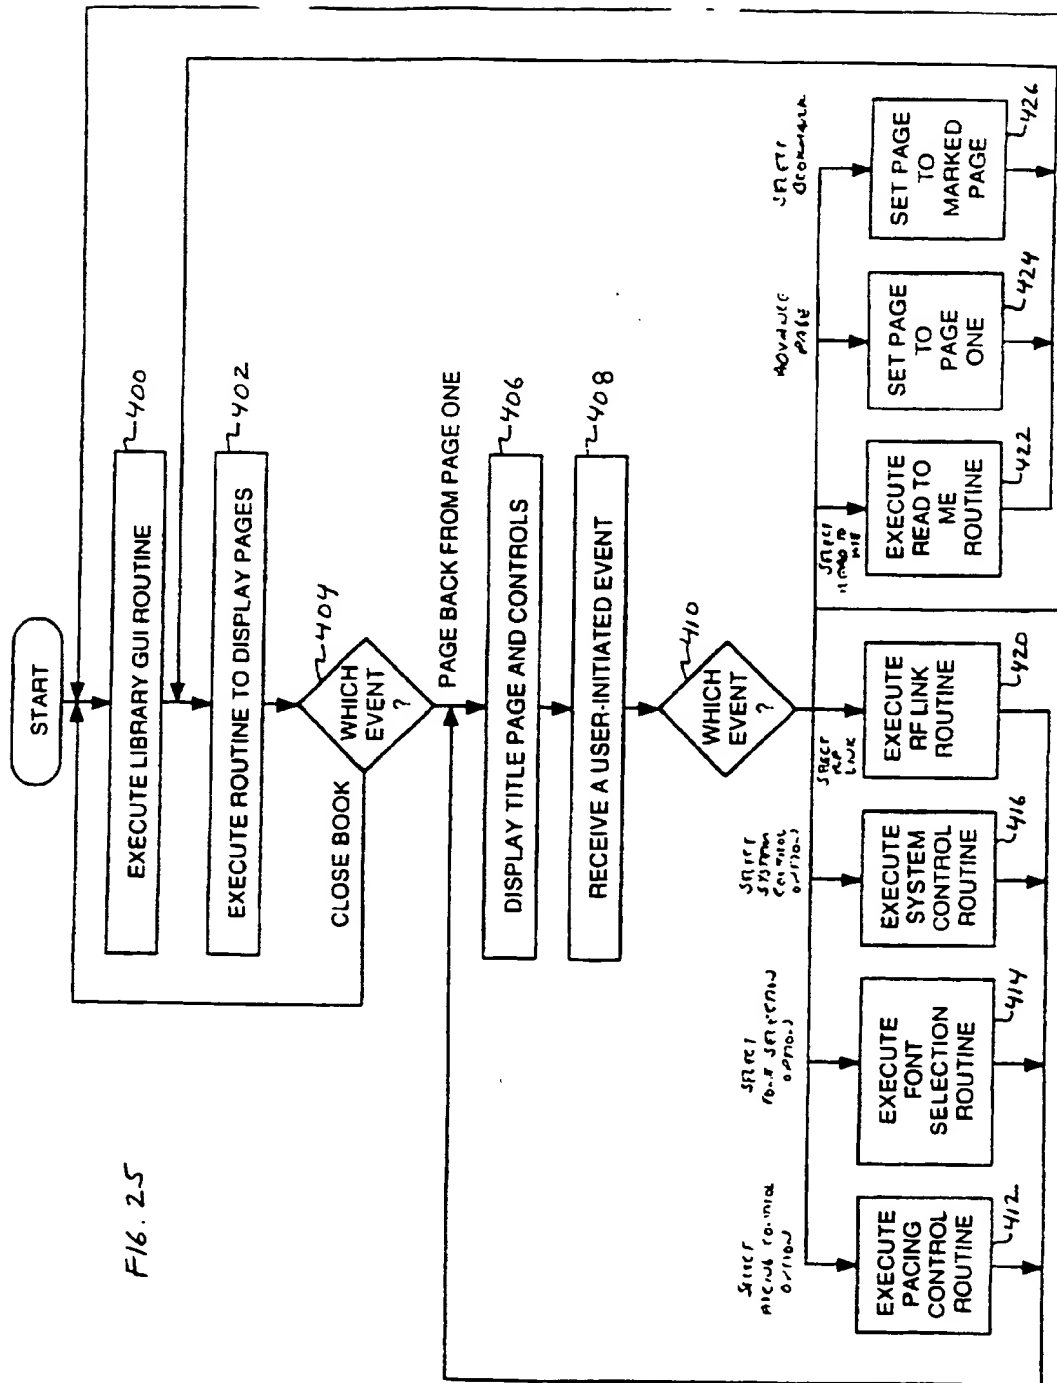 START
EXECUTE LIBRARY GUI ROUTINE
400
EXECUTE ROUTINE TO DISPLAY PAGES
402
WHICH
EVENT
?
404
CLOSE BOOK
PAGE BACK FROM PAGE ONE
DISPLAY TITLE PAGE AND CONTROLS
406
RECEIVE A USER-INITIATED EVENT
408
WHICH
EVENT
?
410
SELECT
PACING CONTROL
OPTION
EXECUTE
PACING
CONTROL
ROUTINE
412
SELECT
FONT SELECTION
OPTION
EXECUTE
FONT
SELECTION
ROUTINE
414
SELECT
SYSTEM
CONTROL
OPTION
EXECUTE
SYSTEM
CONTROL
ROUTINE
416
SELECT
RF
LINK
EXECUTE
RF LINK
ROUTINE
420
SELECT
READ TO
ME
EXECUTE
READ TO
ME
ROUTINE
422
ADVANCE
PAGE
SET PAGE
TO
PAGE
ONE
424
SELECT
BOOKMARK
SET PAGE
TO
MARKED
PAGE
426
FIG. 25